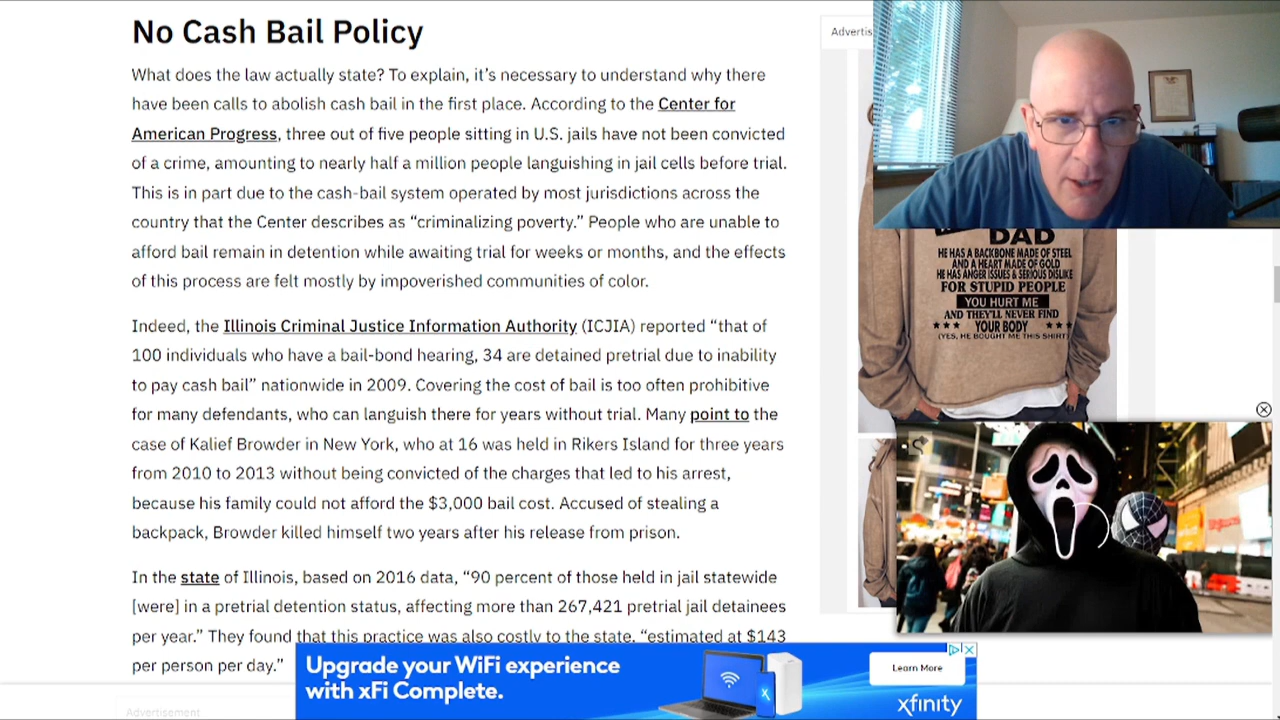 No Cash Bail Policy
What does the law actually state? To explain, it's necessary to understand why there
have been calls to abolish cash bail in the first place. According to the Center for
American Progress, three out of five people sitting in U.S. jails have not been convicted
of a crime, amounting to nearly half a million people languishing in jail cells before trial.
This is in part due to the cash-bail system operated by most jurisdictions across the
country that the Center describes as “criminalizing poverty.” People who are unable to
afford bail remain in detention while awaiting trial for weeks or months, and the effects
of this process are felt mostly by impoverished communities of color.
Indeed, the Illinois Criminal Justice Information Authority (ICJIA) reported “that of
100 individuals who have a bail-bond hearing, 34 are detained pretrial due to inability
to pay cash bail” nationwide in 2009. Covering the cost of bail is too often prohibitive
for many defendants, who can languish there for years without trial. Many point to the
case of Kalief Browder in New York, who at 16 was held in Rikers Island for three years
from 2010 to 2013 without being convicted of the charges that led to his arrest,
because his family could not afford the $3,000 bail cost. Accused of stealing a
backpack, Browder killed himself two years after his release from prison.
In the state of Illinois, based on 2016 data, “90 percent of those held in jail statewide
[were] in a pretrial detention status, affecting more than 267,421 pretrial jail detainees
per year.” They found that this practice was also costly to the state, “estimated at $143
per person per day.”
Advertisement
Advertis
DAD
HE HAS A BACKBONE MADE OF STEEL
AND A HEART MADE OF GOLD
HE HAS ANGER ISSUES & SERIOUS DISLIKE
FOR STUPID PEOPLE
YOU HURT ME
AND THEY'LL NEVER FIND
YOUR BODY
(YES, HE BOUGHT ME THIS SHIRT)
Upgrade your WiFi experience
with xFi Complete.
Learn More
xfinity